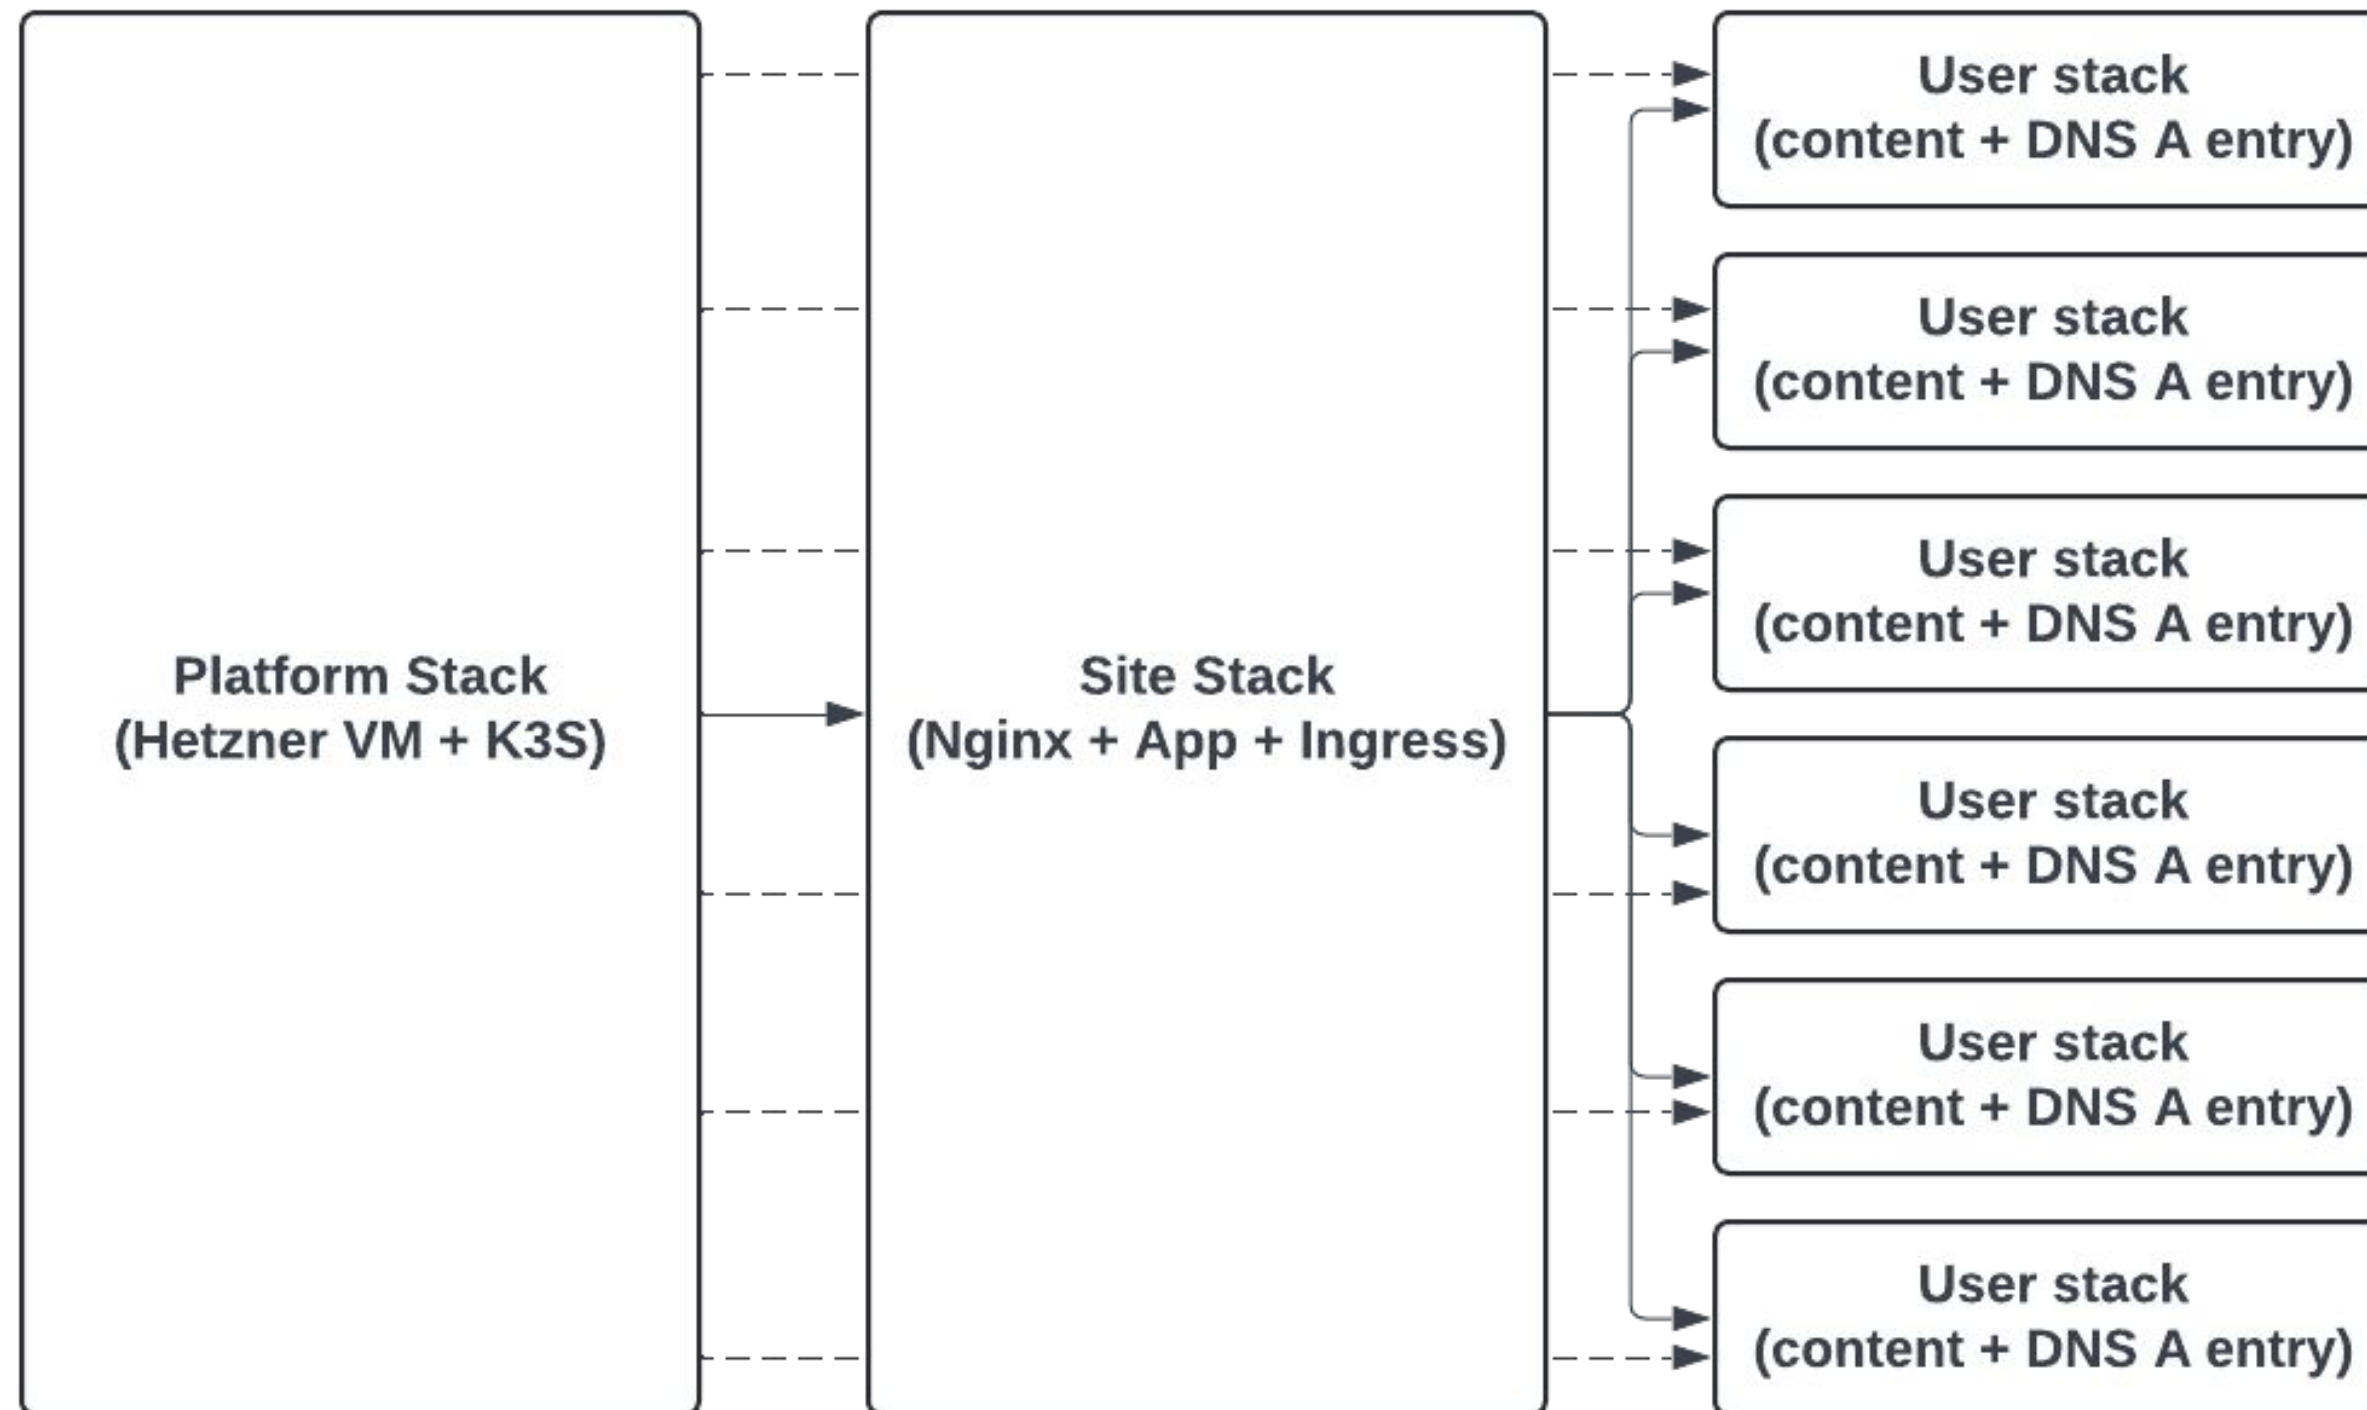 Platform Stack
(Hetzner VM + K3S)
Site Stack
(Nginx + App + Ingress)
User stack
(content + DNS A entry)
User stack
(content + DNS A entry)
User stack
(content + DNS A entry)
User stack
(content + DNS A entry)
User stack
(content + DNS A entry)
User stack
(content + DNS A entry)